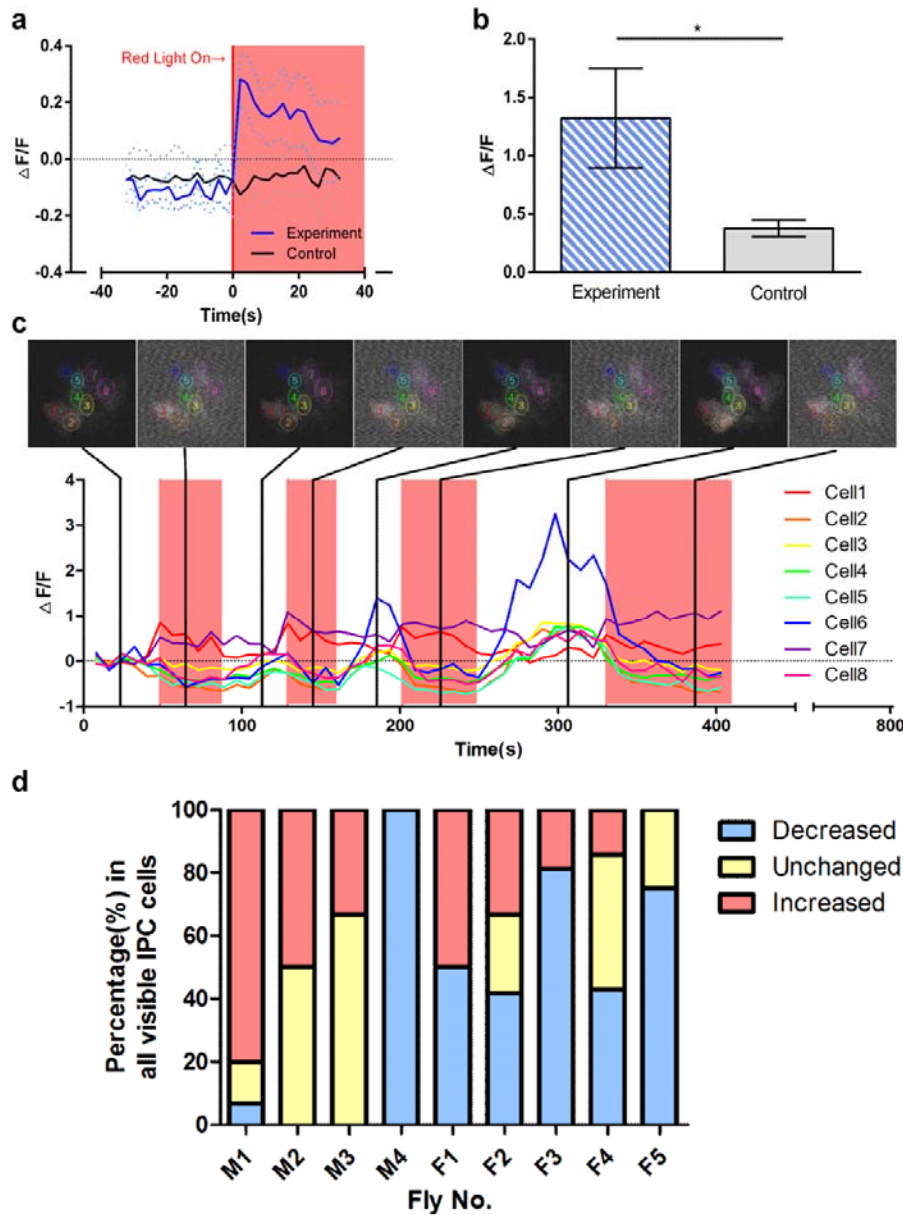 a
0.4
0.2
0.0
-0.2
-0.4
ΔF/F
Red Light On→
Experiment
Control
-40 -20 0 20 40
Time(s)
b
2.0
1.5
1.0
0.5
0.0
ΔF/F
*
Experiment Control
c
4
3
2
1
0
-1
ΔF/F
Cell1
Cell2
Cell3
Cell4
Cell5
Cell6
Cell7
Cell8
0 100 200 300 400 800
Time(s)
d
100
80
60
40
20
0
Percentage(%) in
all visible IPC cells
Decreased
Unchanged
Increased
M1 M2 M3 M4 F1 F2 F3 F4 F5
Fly No.